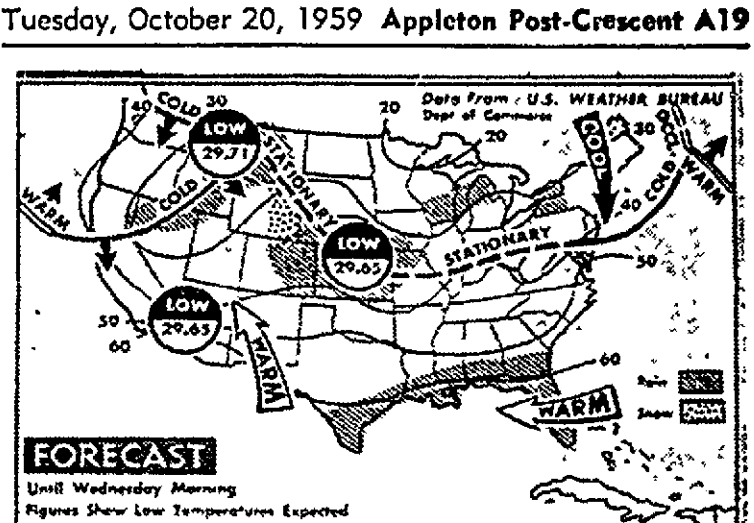 Tuesday, October 20, 1959 Appleton Post-Crescent A19
Data From : U.S. WEATHER BUREAU
Dept of Commerce
40 COLD 30
20
20
COOL
30
OCCL.
LOW
29.71
STATIONARY
WARM
COLD
40
COLD
WARM
LOW
29.65
STATIONARY
50
LOW
29.65
50
60
WARM
60
Rain
WARM
Snow
FORECAST
Until Wednesday Morning
Figures Show Low Temperatures Expected